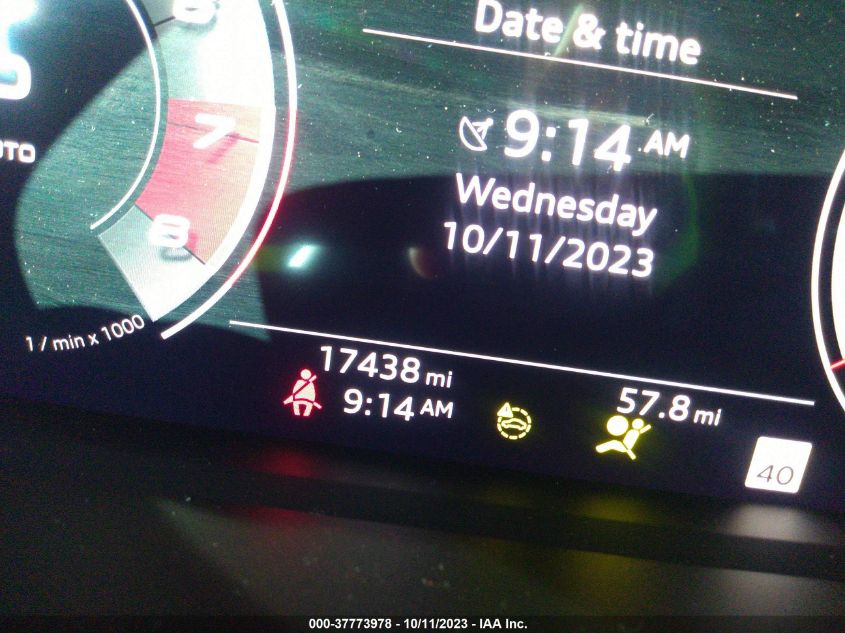 Date & time
9:14 AM
Wednesday
10/11/2023
7
8
1 / min x 1000
17438 mi
9:14 AM
57.8 mi
40
000-37773978 - 10/11/2023 - IAA Inc.